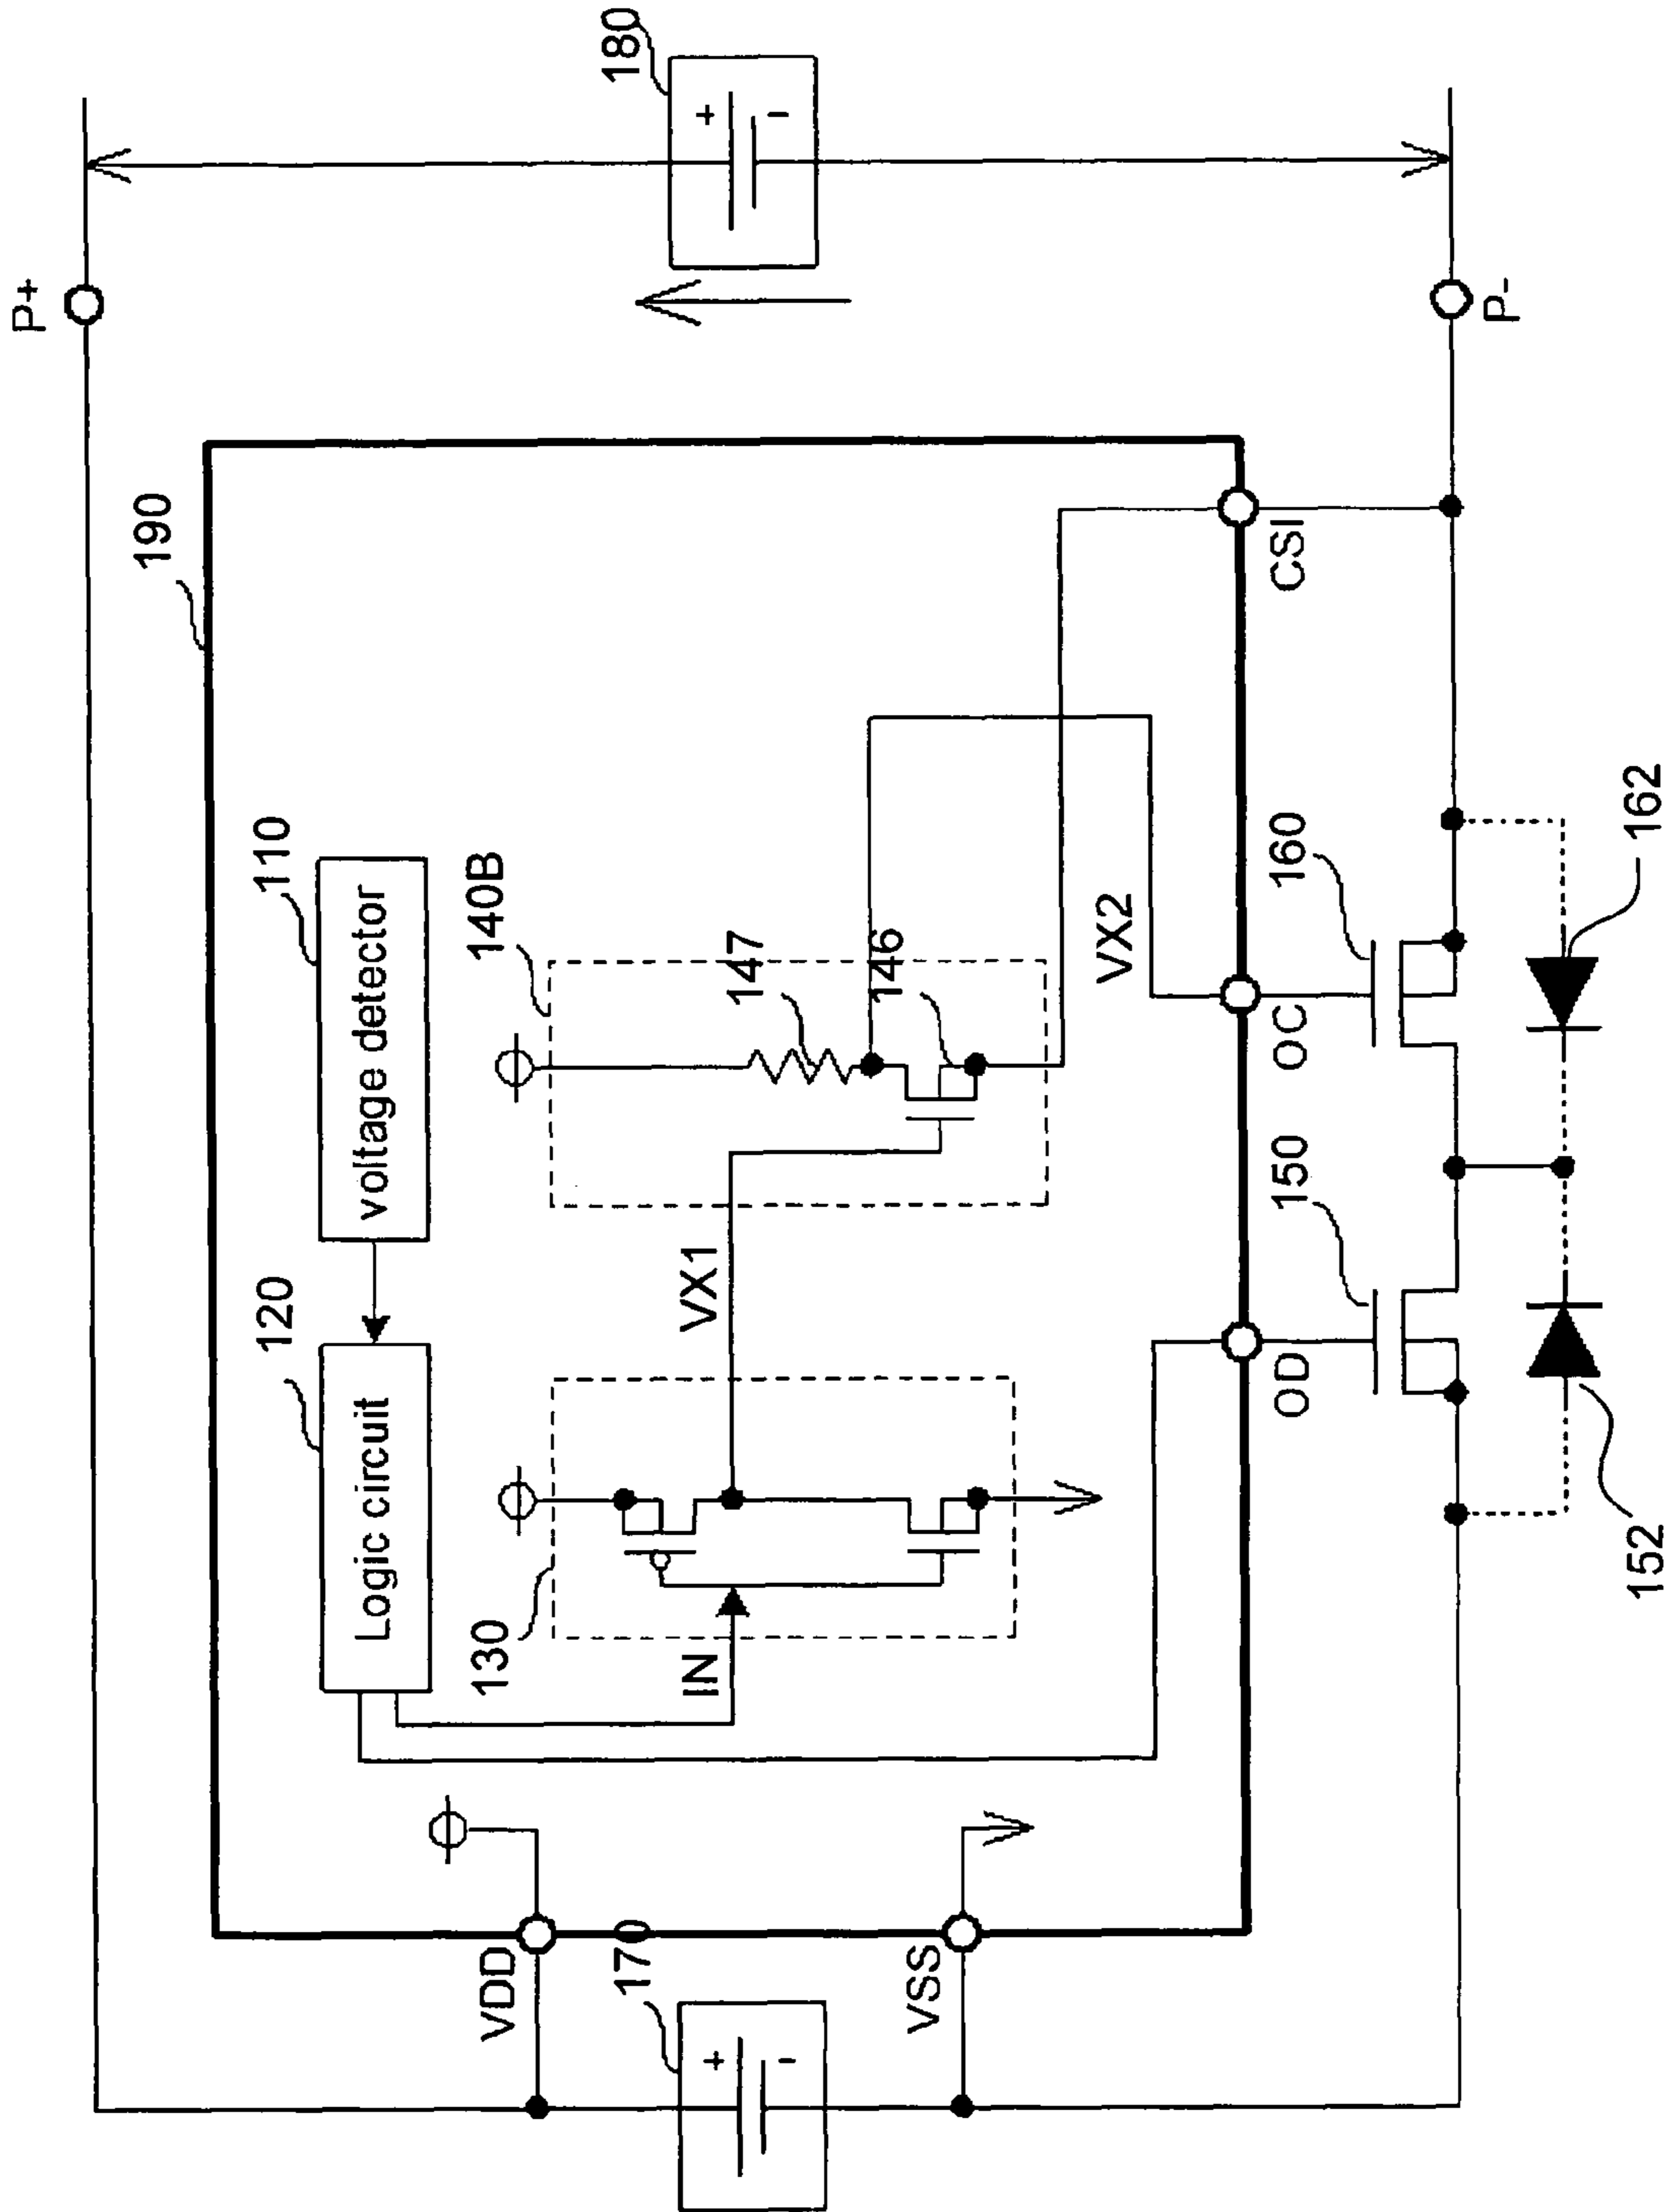 P+
180
+
-
190
110
voltage detector
120
Logic circuit
140B
147
146
130
IN
VX1
VX2
VDD
170
+
-
VSS
OD
OC
CSI
150
160
P-
152
162